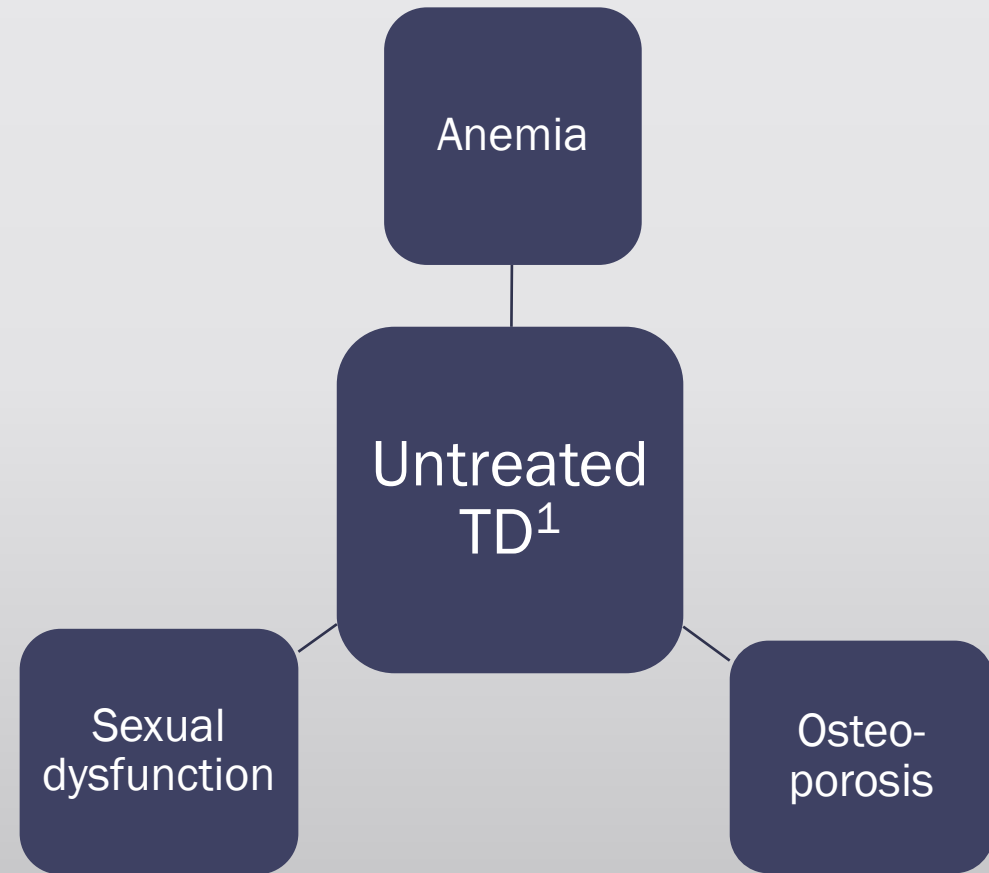 Anemia
Untreated
TD¹
Sexual
dysfunction
Osteo-
porosis